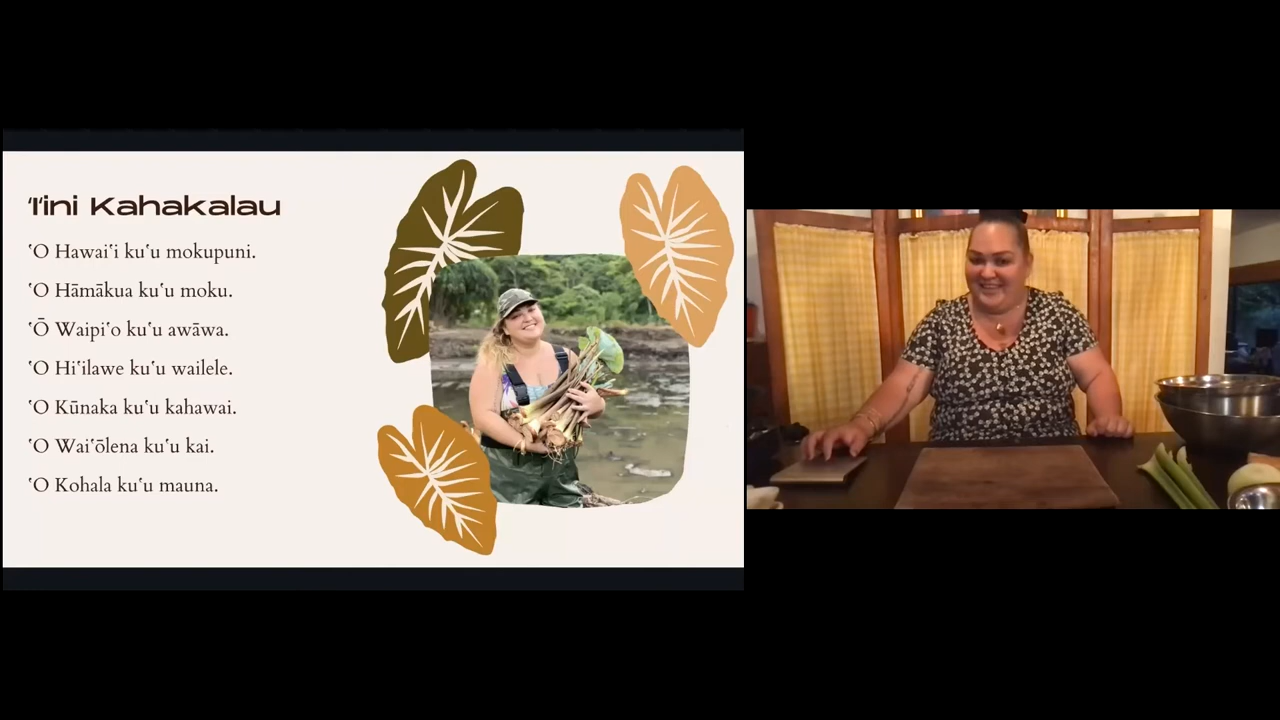 ʻIʻini Kahakalau
ʻO Hawaiʻi kuʻu mokupuni.
ʻO Hāmākua kuʻu moku.
ʻŌ Waipiʻo kuʻu awāwa.
ʻO Hiʻilawe kuʻu wailele.
ʻO Kūnaka kuʻu kahawai.
ʻO Waiʻōlena kuʻu kai.
ʻO Kohala kuʻu mauna.